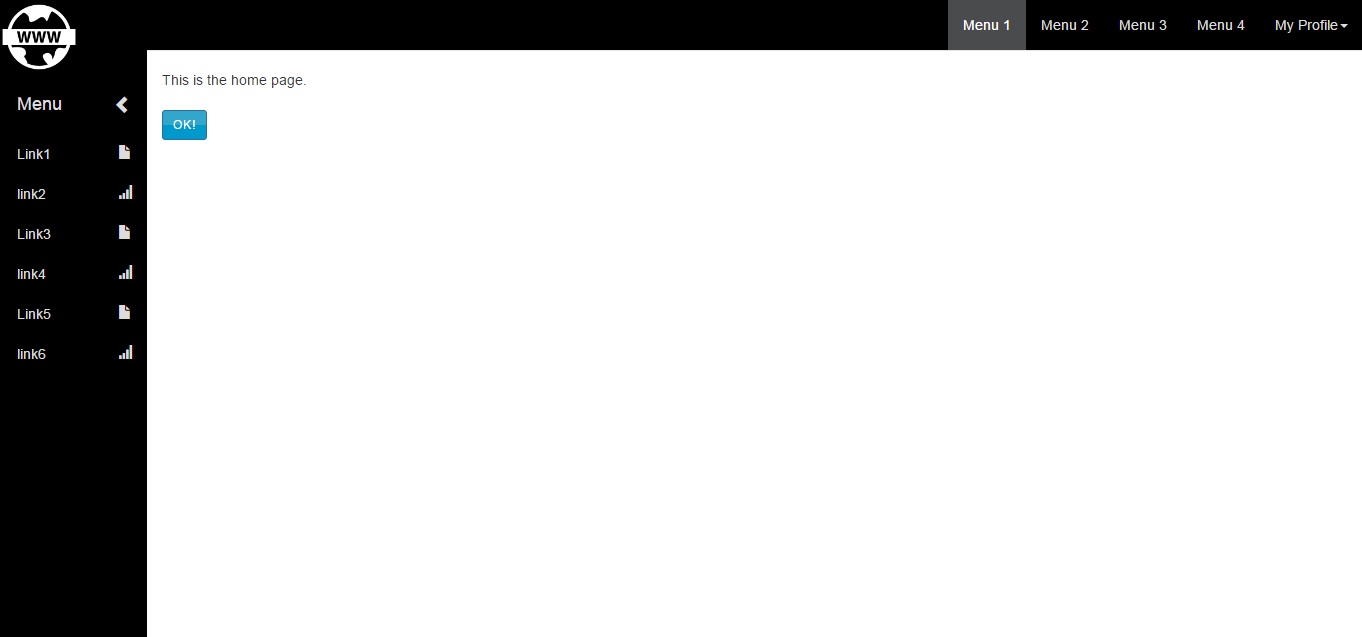 WWW
Menu 1 Menu 2 Menu 3 Menu 4 My Profile
Menu
Link1
link2
Link3
link4
Link5
link6
This is the home page.
OK!